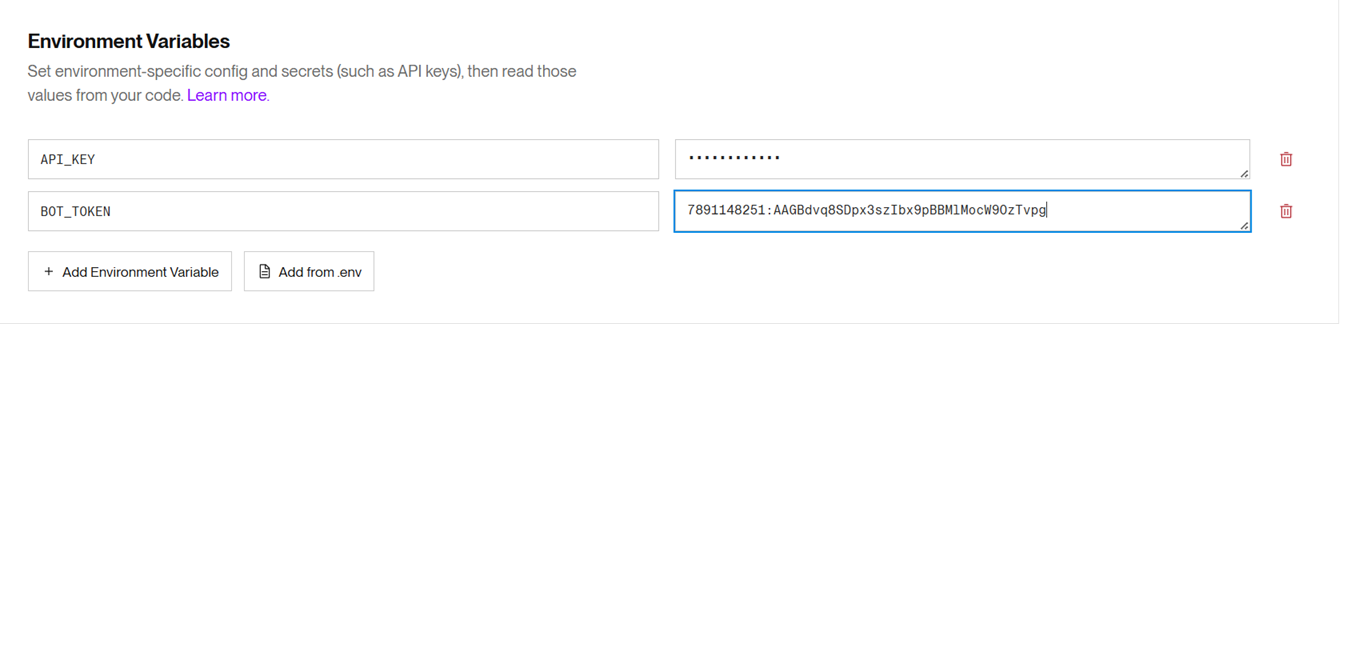 Environment Variables
Set environment-specific config and secrets (such as API keys), then read those
values from your code. Learn more.
API_KEY
••••••••••••
BOT_TOKEN
7891148251:AAGBdvq8SDpx3szIbx9pBBMlMocW9OzTvpg
+ Add Environment Variable
Add from .env